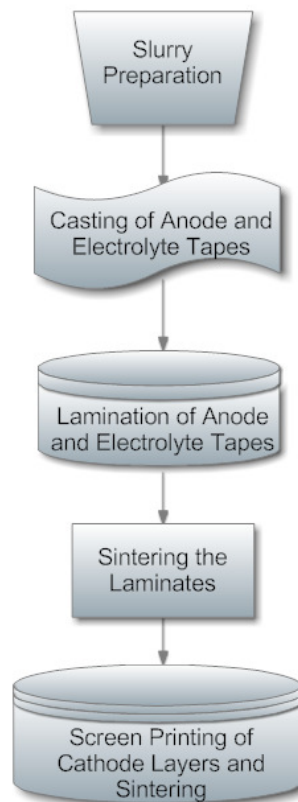 Slurry
Preparation
Casting of Anode and
Electrolyte Tapes
Lamination of Anode
and Electrolyte Tapes
Sintering the
Laminates
Screen Printing of
Cathode Layers and
Sintering